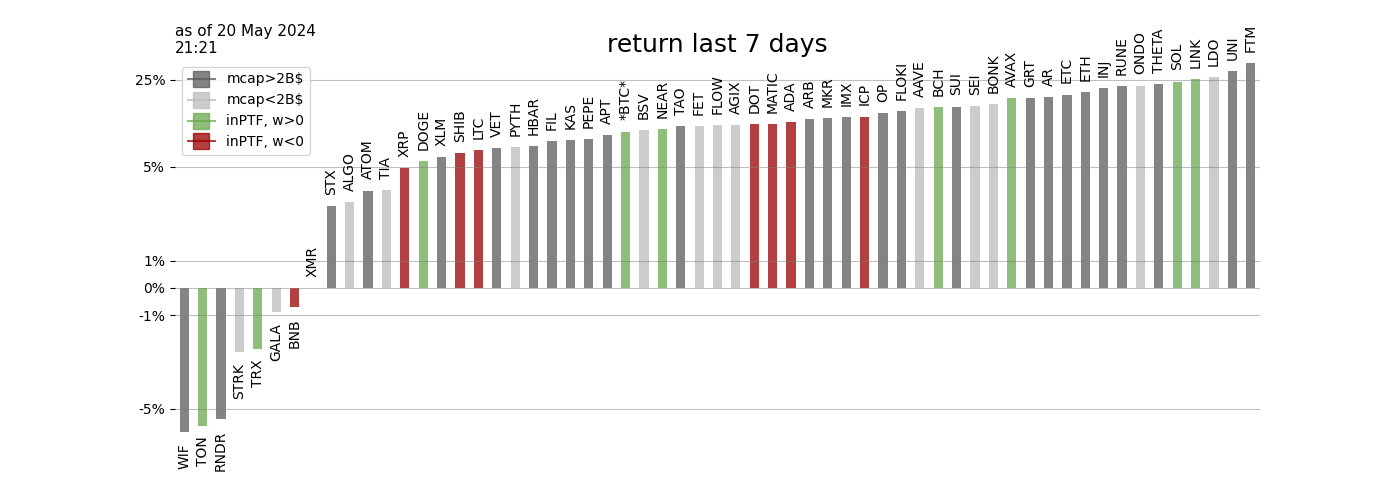 as of 20 May 2024
21:21
return last 7 days
mcap>2B$
mcap<2B$
inPTF, w>0
inPTF, w<0
25%
5%
1%
0%
-1%
-5%
WIF
TON
RNDR
STRK
TRX
GALA
BNB
XMR
STX
ALGO
ATOM
TIA
XRP
DOGE
XLM
SHIB
LTC
VET
PYTH
HBAR
FIL
KAS
PEPE
APT
*BTC*
BSV
NEAR
TAO
FET
FLOW
AGIX
DOT
MATIC
ADA
ARB
MKR
IMX
ICP
OP
FLOKI
AAVE
BCH
SUI
SEI
BONK
AVAX
GRT
AR
ETC
ETH
INJ
RUNE
ONDO
THETA
SOL
LINK
LDO
UNI
FTM